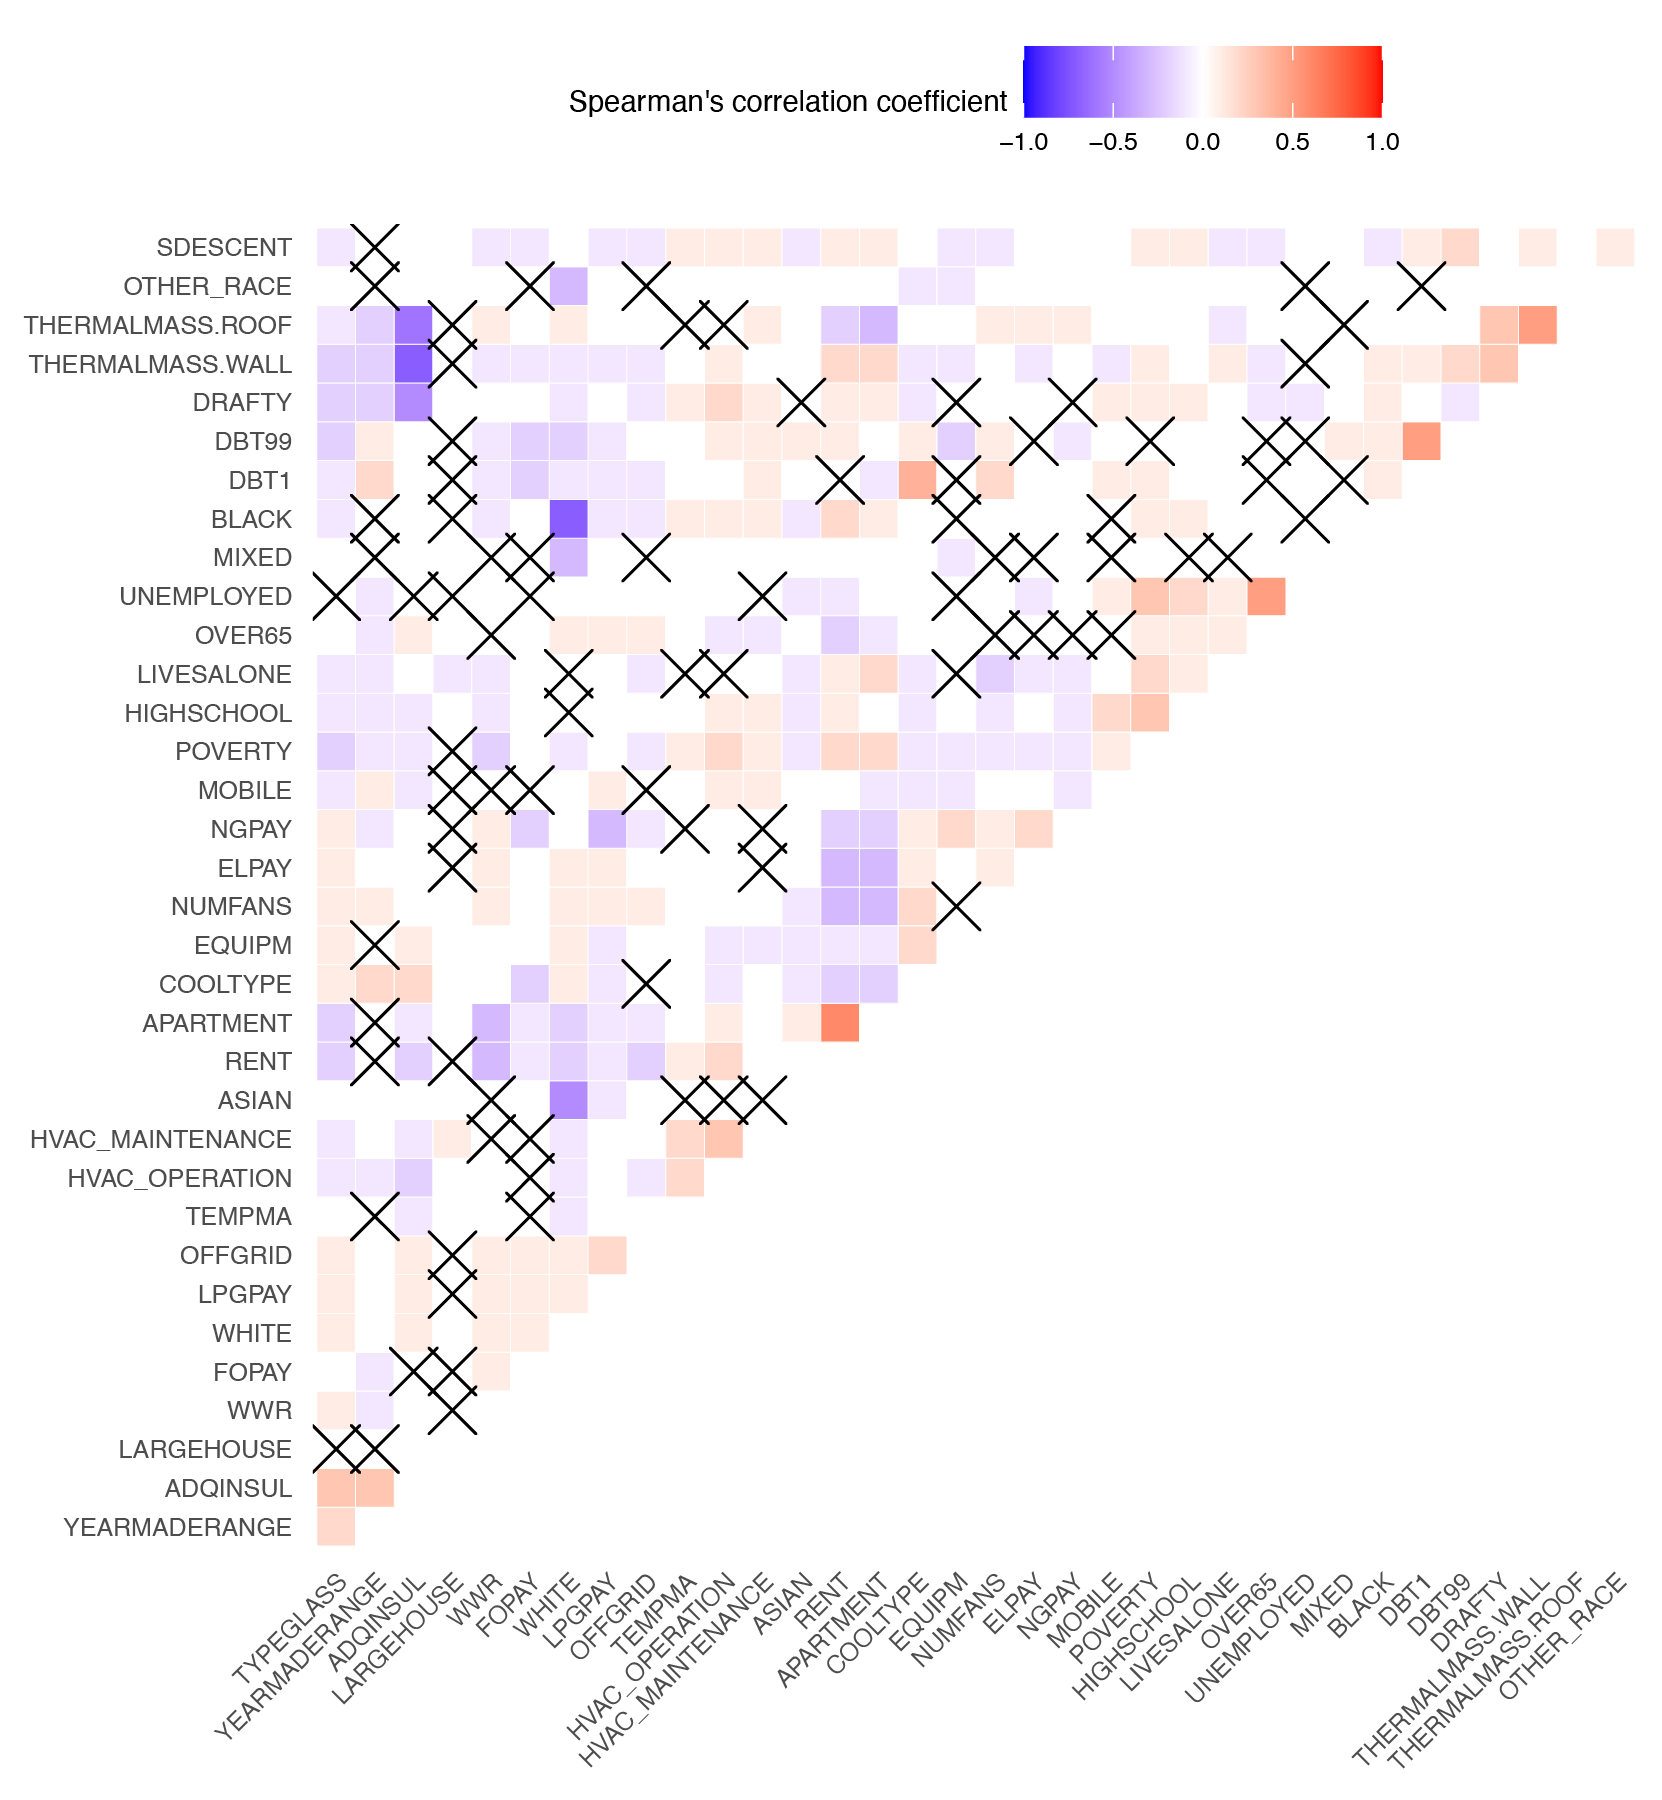 Spearman's correlation coefficient
−1.0 −0.5 0.0 0.5 1.0
SDESCENT
OTHER_RACE
THERMALMASS.ROOF
THERMALMASS.WALL
DRAFTY
DBT99
DBT1
BLACK
MIXED
UNEMPLOYED
OVER65
LIVESALONE
HIGHSCHOOL
POVERTY
MOBILE
NGPAY
ELPAY
NUMFANS
EQUIPM
COOLTYPE
APARTMENT
RENT
ASIAN
HVAC_MAINTENANCE
HVAC_OPERATION
TEMPMA
OFFGRID
LPGPAY
WHITE
FOPAY
WWR
LARGEHOUSE
ADQINSUL
YEARMADERANGE
TYPEGLASS
YEARMADERANGE
ADQINSUL
LARGEHOUSE
WWR
FOPAY
WHITE
LPGPAY
OFFGRID
TEMPMA
HVAC_OPERATION
HVAC_MAINTENANCE
ASIAN
RENT
APARTMENT
COOLTYPE
EQUIPM
NUMFANS
ELPAY
NGPAY
MOBILE
POVERTY
HIGHSCHOOL
LIVESALONE
OVER65
UNEMPLOYED
MIXED
BLACK
DBT1
DBT99
DRAFTY
THERMALMASS.WALL
THERMALMASS.ROOF
OTHER_RACE